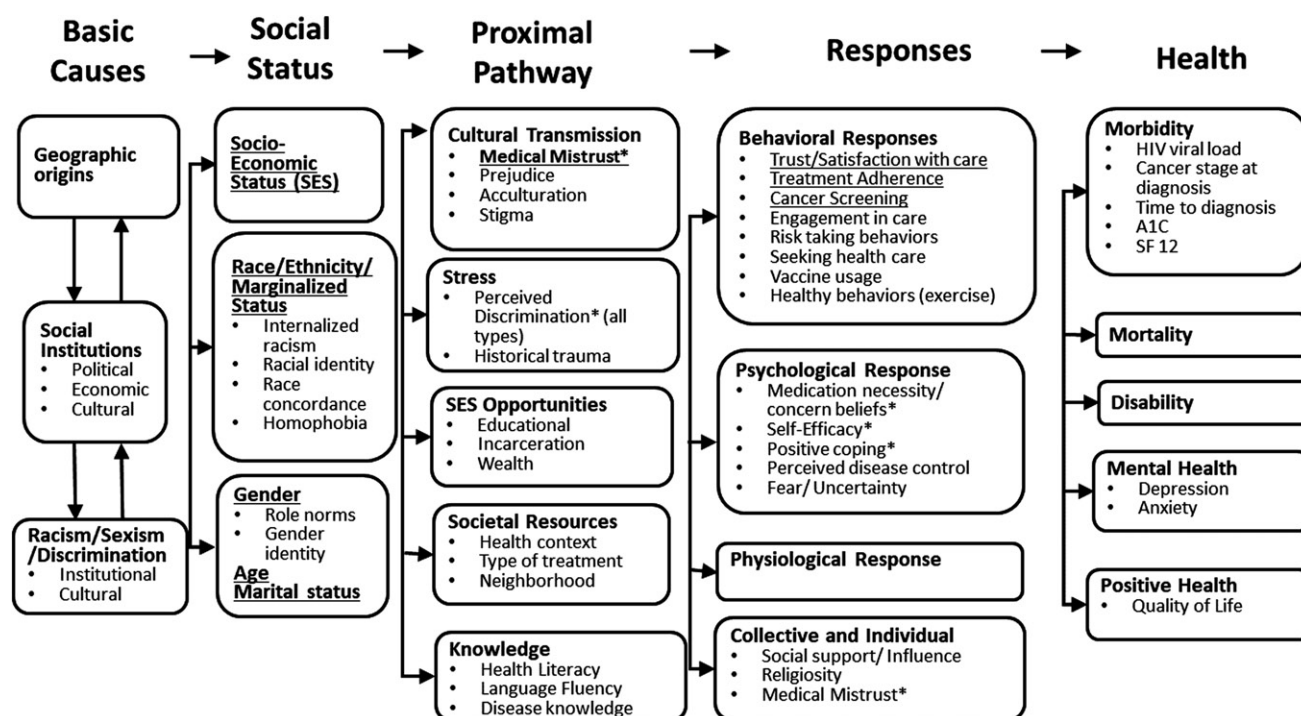 Basic
Causes
Social
Status
Proximal
Pathway
Responses
Health
Geographic
origins
Social
Institutions
• Political
• Economic
• Cultural
Racism/Sexism
/Discrimination
• Institutional
• Cultural
Socio-
Economic
Status (SES)
Race/Ethnicity/
Marginalized
Status
• Internalized
racism
• Racial identity
• Race
concordance
• Homophobia
Gender
• Role norms
• Gender
identity
Age
Marital status
Cultural Transmission
• Medical Mistrust*
• Prejudice
• Acculturation
• Stigma
Stress
• Perceived
Discrimination* (all
types)
• Historical trauma
SES Opportunities
• Educational
• Incarceration
• Wealth
Societal Resources
• Health context
• Type of treatment
• Neighborhood
Knowledge
• Health Literacy
• Language Fluency
• Disease knowledge
Behavioral Responses
• Trust/Satisfaction with care
• Treatment Adherence
• Cancer Screening
• Engagement in care
• Risk taking behaviors
• Seeking health care
• Vaccine usage
• Healthy behaviors (exercise)
Psychological Response
• Medication necessity/
concern beliefs*
• Self-Efficacy*
• Positive coping*
• Perceived disease control
• Fear/ Uncertainty
Physiological Response
Collective and Individual
• Social support/ Influence
• Religiosity
• Medical Mistrust*
Morbidity
• HIV viral load
• Cancer stage at
diagnosis
• Time to diagnosis
• A1C
• SF 12
Mortality
Disability
Mental Health
• Depression
• Anxiety
Positive Health
• Quality of Life